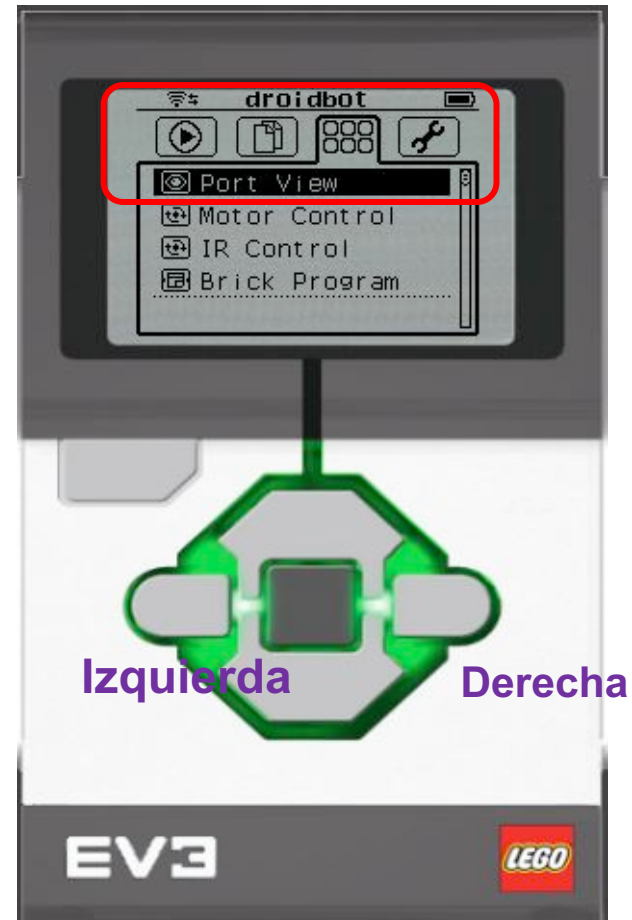 droidbot
Port View
Motor Control
IR Control
Brick Program
Izquierda
Derecha
EV3
LEGO